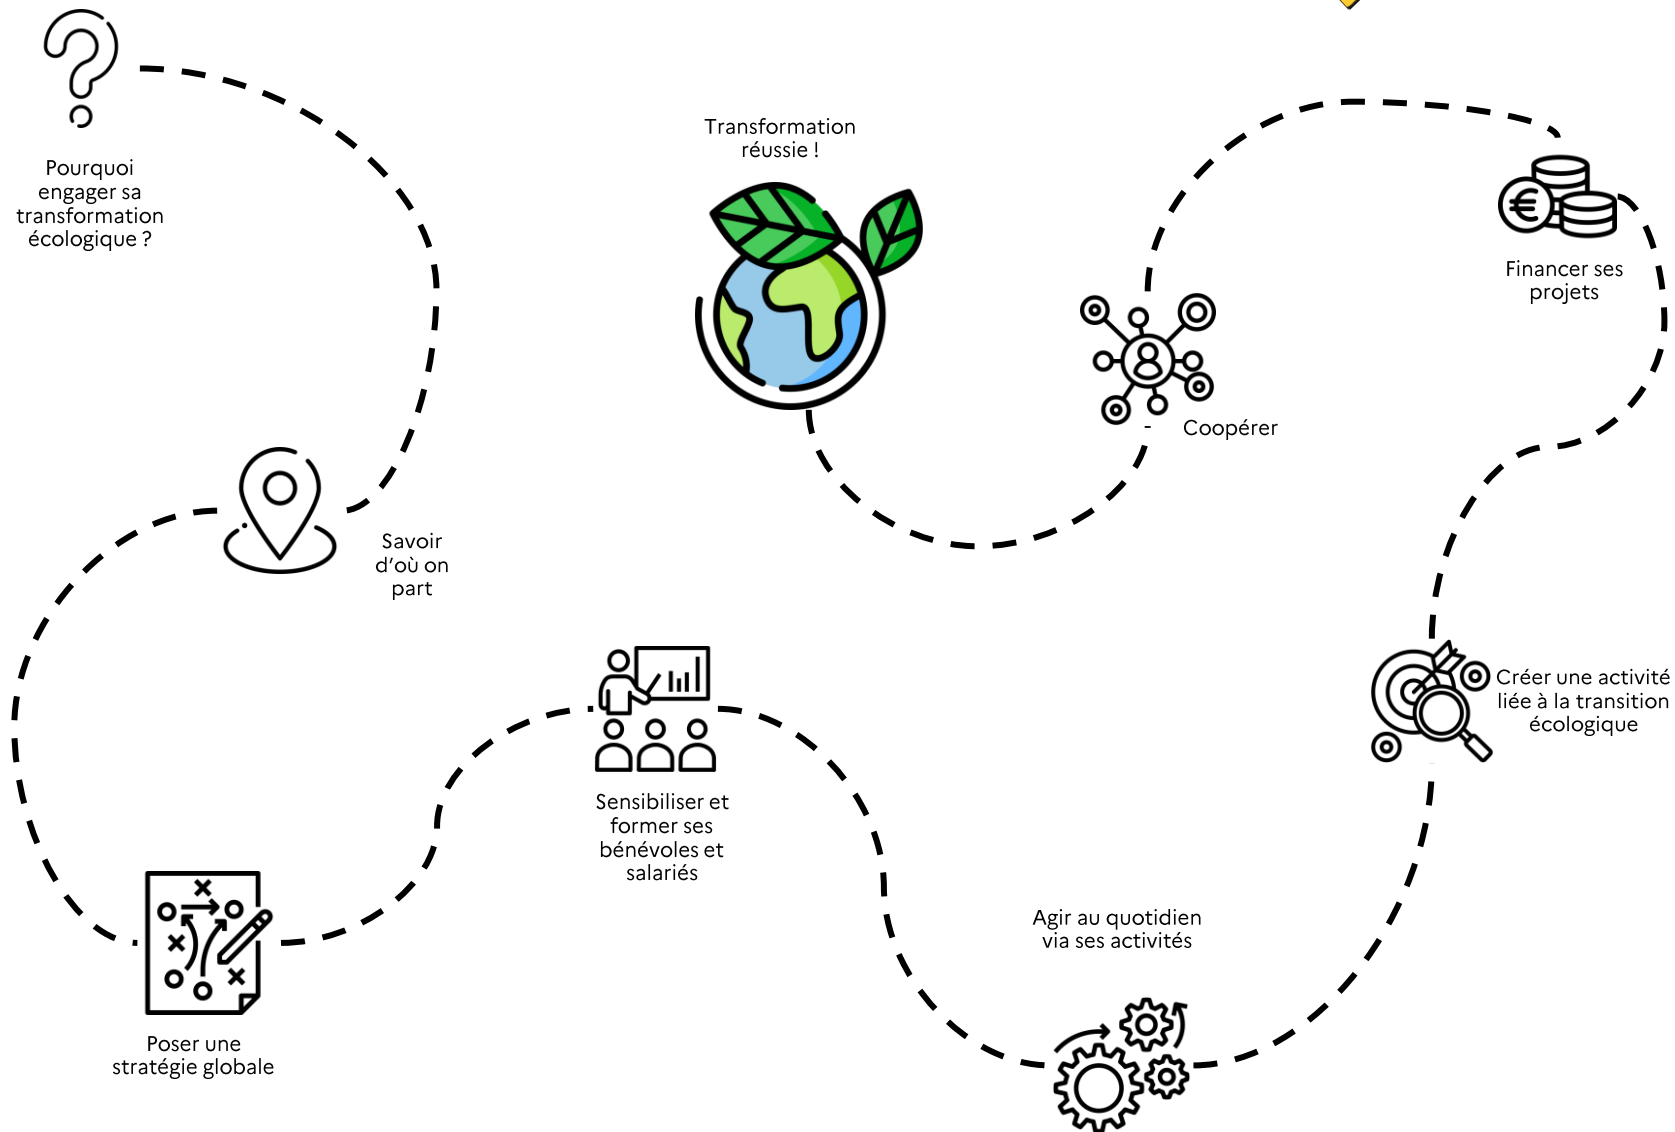 Pourquoi
engager sa
transformation
écologique ?
Savoir
d'où on
part
Poser une
stratégie globale
Sensibiliser et
former ses
bénévoles et
salariés
Agir au quotidien
via ses activités
Créer une activité
liée à la transition
écologique
Financer ses
projets
Coopérer
Transformation
réussie !